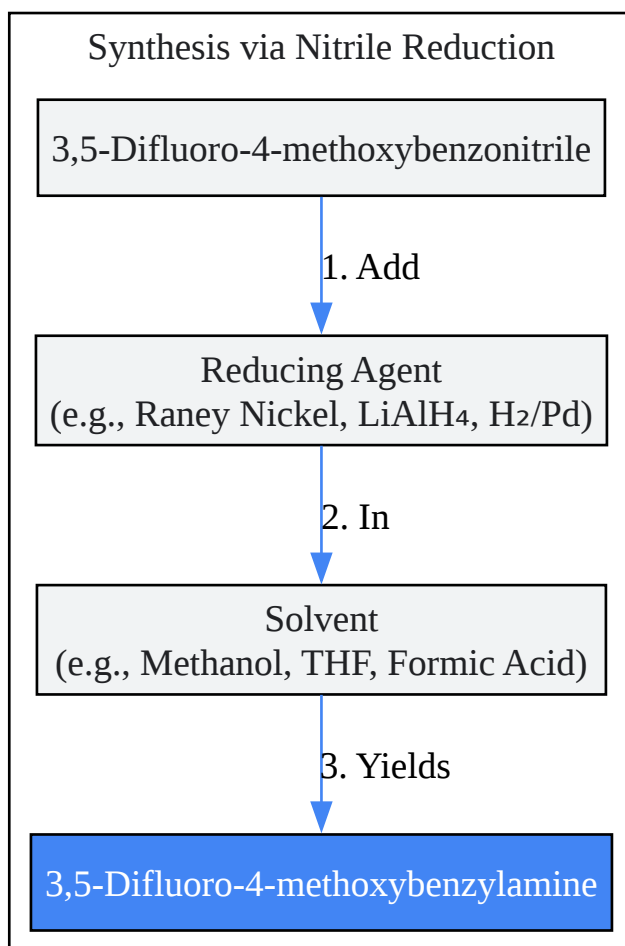 Synthesis via Nitrile Reduction
3,5-Difluoro-4-methoxybenzonitrile
1. Add
Reducing Agent
(e.g., Raney Nickel, LiAlH₄, H₂/Pd)
2. In
Solvent
(e.g., Methanol, THF, Formic Acid)
3. Yields
3,5-Difluoro-4-methoxybenzylamine